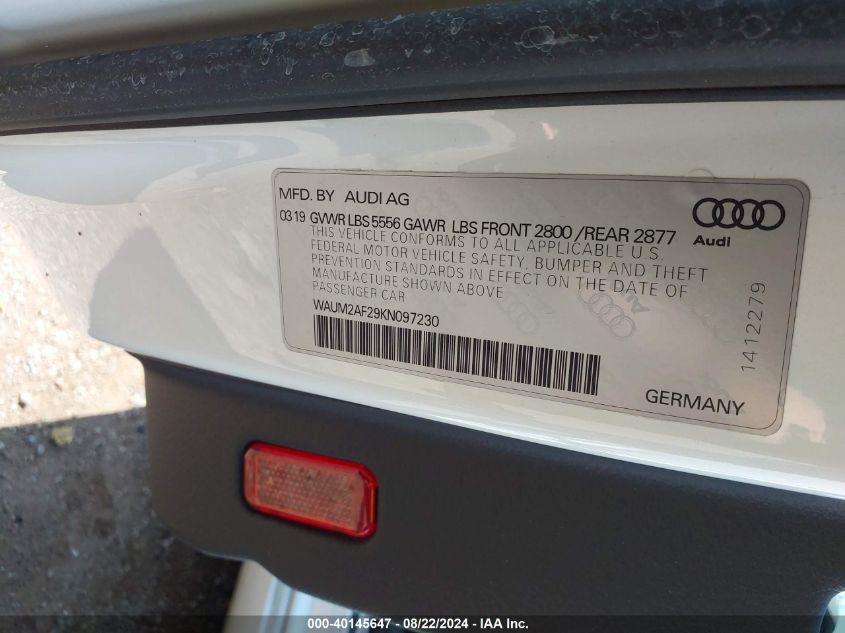 MFD. BY AUDI AG
03 19 GVWR LBS 5556 GAWR LBS FRONT 2800 /REAR 2877
THIS VEHICLE CONFORMS TO ALL APPLICABLE U.S.
FEDERAL MOTOR VEHICLE SAFETY, BUMPER AND THEFT
PREVENTION STANDARDS IN EFFECT ON THE DATE OF
MANUFACTURE SHOWN ABOVE
PASSENGER CAR
WAUM2AF29KN097230
Audi
1412279
GERMANY
000-40145647 - 08/22/2024 - IAA Inc.